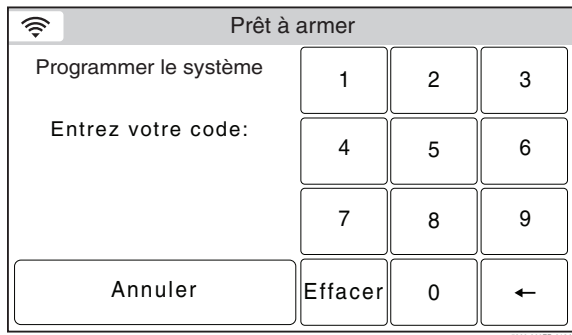 Prêt à armer
Programmer le système
Entrez votre code:
1 2 3
4 5 6
7 8 9
Annuler Effacer 0 ←